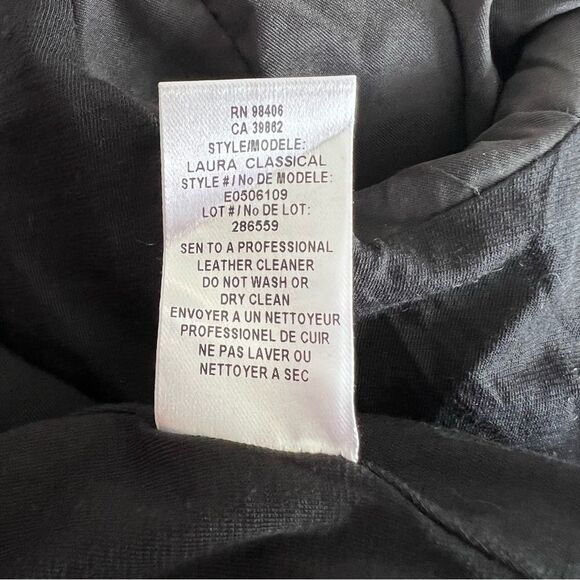 RN 98406
CA 39862
STYLE/MODELE:
LAURA CLASSICAL
STYLE #/No DE MODELE:
E0506109
LOT #/No DE LOT:
286559
SEN TO A PROFESSIONAL
LEATHER CLEANER
DO NOT WASH OR
DRY CLEAN
ENVOYER A UN NETTOYEUR
PROFESSIONEL DE CUIR
NE PAS LAVER OU
NETTOYER A SEC